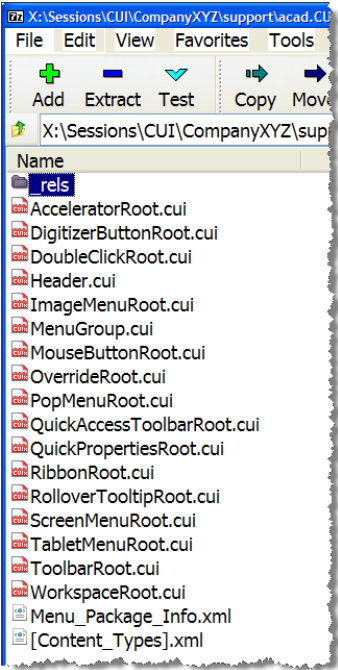 X:\Sessions\CUI\CompanyXYZ\support\acad.CU
File Edit View Favorites Tools
Add Extract Test Copy Mov
X:\Sessions\CUI\CompanyXYZ\sup
Name
_rels
AcceleratorRoot.cui
DigitizerButtonRoot.cui
DoubleClickRoot.cui
Header.cui
ImageMenuRoot.cui
MenuGroup.cui
MouseButtonRoot.cui
OverrideRoot.cui
PopMenuRoot.cui
QuickAccessToolbarRoot.cui
QuickPropertiesRoot.cui
RibbonRoot.cui
RolloverTooltipRoot.cui
ScreenMenuRoot.cui
TabletMenuRoot.cui
ToolbarRoot.cui
WorkspaceRoot.cui
Menu_Package_Info.xml
[Content_Types].xml